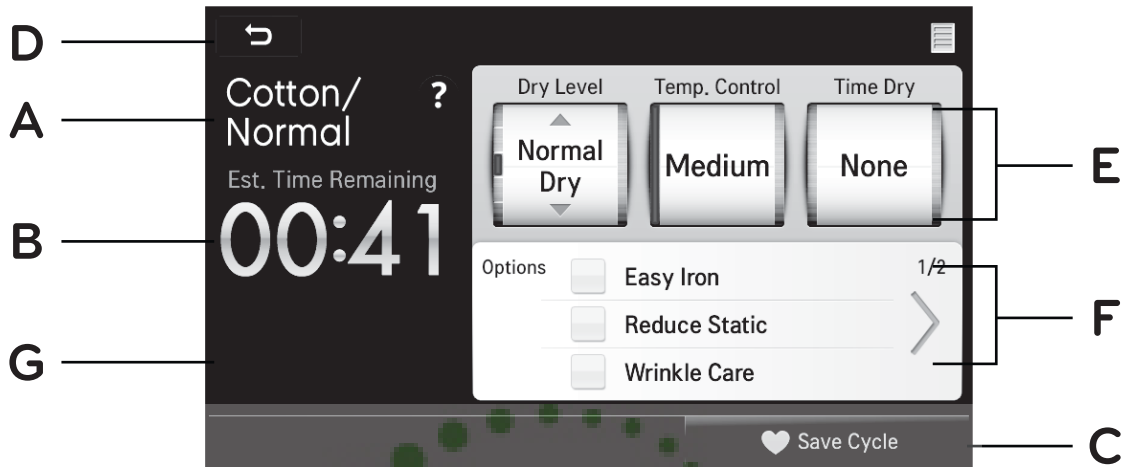 D
A
B
G
Cotton/
Normal
?
Est. Time Remaining
00:41
Dry Level
Temp. Control
Time Dry
Normal
Dry
Medium
None
Options
Easy Iron
Reduce Static
Wrinkle Care
1/2
Save Cycle
E
F
C